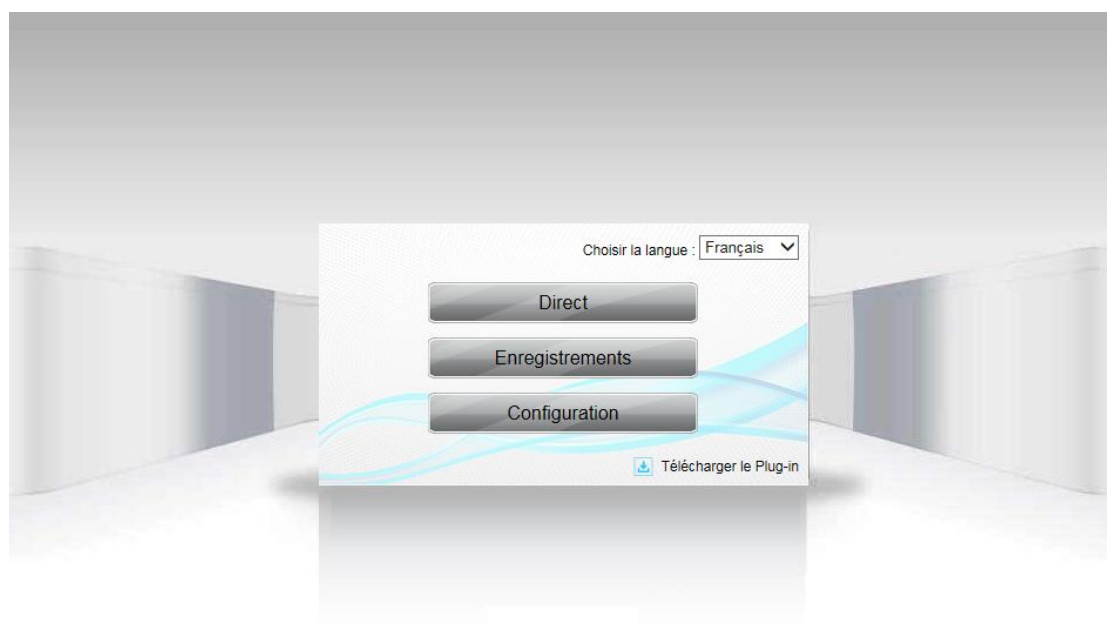 Choisir la langue : Français
Direct
Enregistrements
Configuration
Télécharger le Plug-in